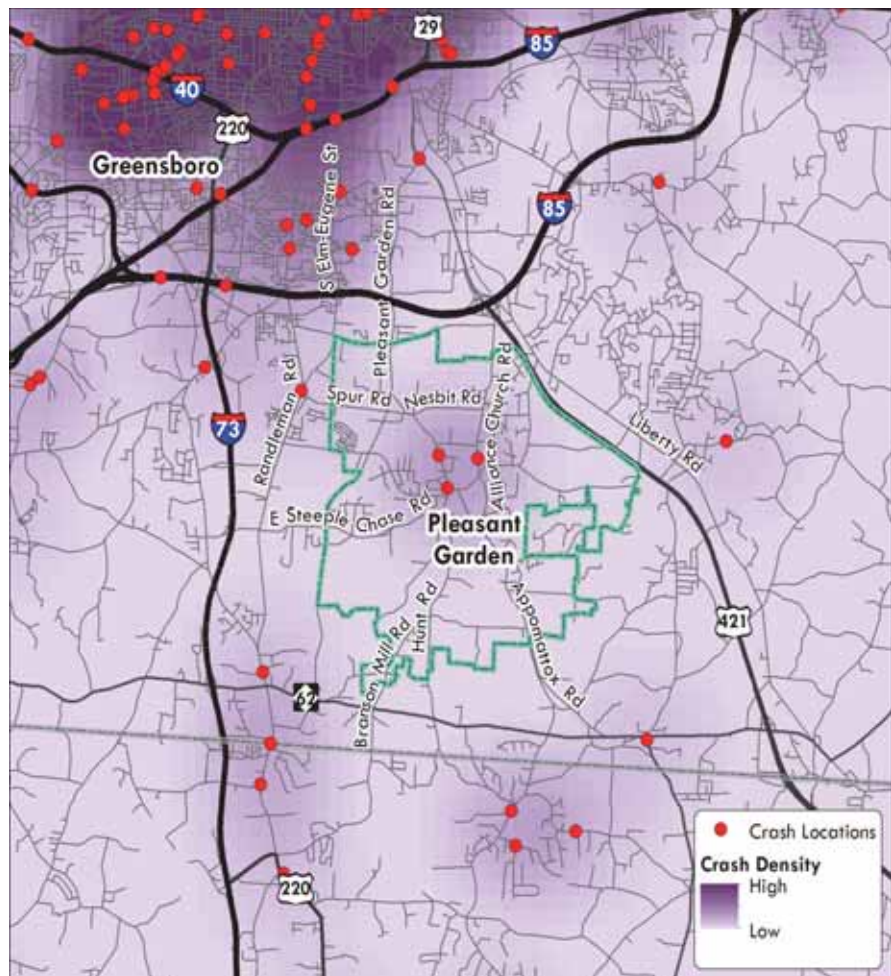 29
85
40
220
Greensboro
S Elm-Eugene St
Pleasant Garden Rd
85
Spur Rd
Nesbit Rd
Alliance Church Rd
Randleman Rd
73
Liberty Rd
E Steeple Chase Rd
Pleasant
Garden
Appomattox Rd
Hunt Rd
Branson Mill Rd
421
62
220
Crash Locations
Crash Density
High
Low